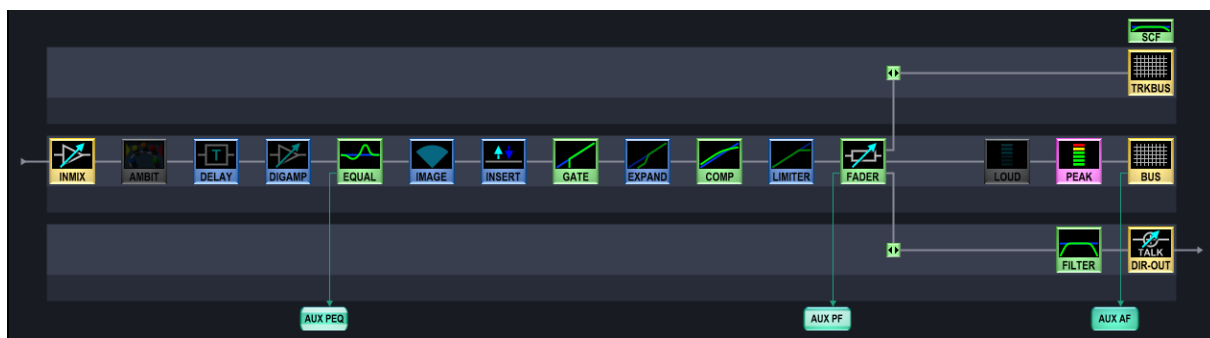 SCF
TRKBUS
INMIX AMBIT T DELAY DIGAMP EQUAL IMAGE INSERT GATE EXPAND COMP LIMITER FADER LOUD PEAK BUS
FILTER TALK DIR-OUT
AUX PEQ AUX PF AUX AF